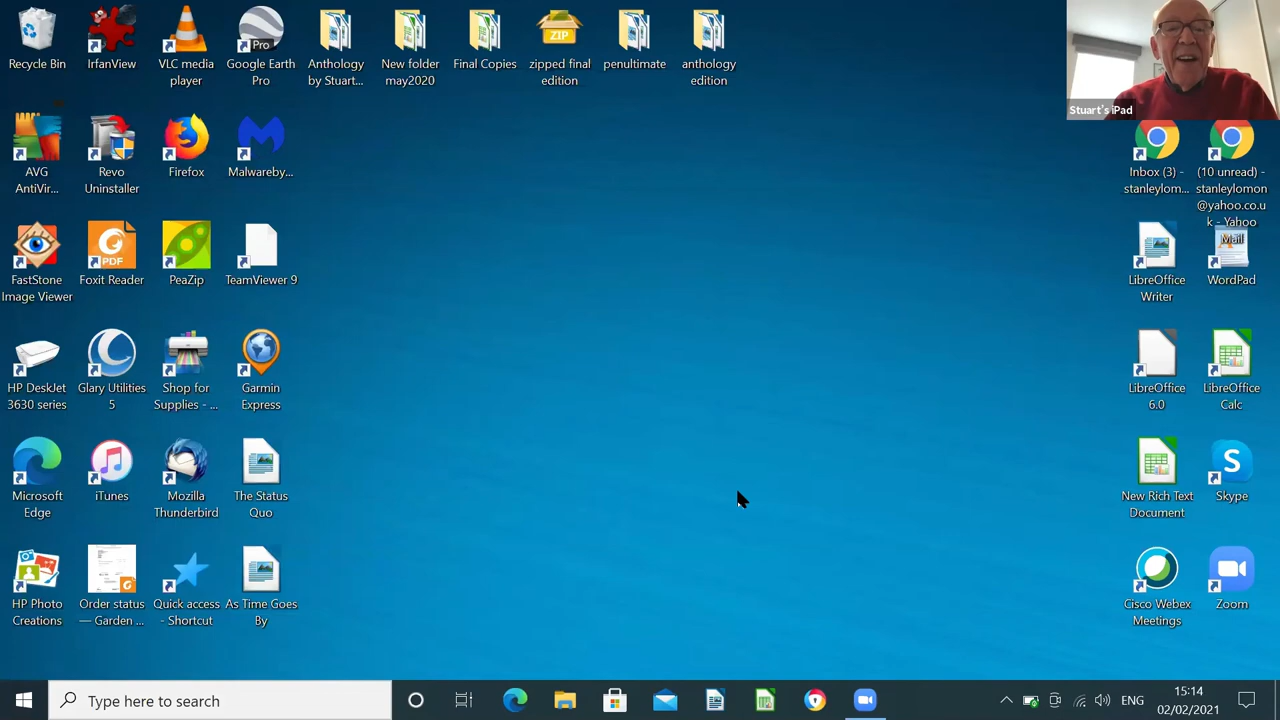 Recycle Bin
IrfanView
VLC media
player
Google Earth
Pro
Pro
Anthology
by Stuart...
New folder
may2020
Final Copies
ZIP
zipped final
edition
penultimate
anthology
edition
Stuart's iPad
AVG
AntiVir...
Revo
Uninstaller
Firefox
Malwareby...
Inbox (3) -
stanleylom...
(10 unread) -
stanleylomon
@yahoo.co.u
k - Yahoo
FastStone
Image Viewer
PDF
Foxit Reader
PeaZip
TeamViewer 9
LibreOffice
Writer
Mail
WordPad
HP DeskJet
3630 series
Glary Utilities
5
Shop for
Supplies - ...
Garmin
Express
LibreOffice
6.0
LibreOffice
Calc
Microsoft
Edge
iTunes
Mozilla
Thunderbird
The Status
Quo
New Rich Text
Document
S
Skype
HP Photo
Creations
Order status
— Garden ...
Quick access
- Shortcut
As Time Goes
By
Cisco Webex
Meetings
Zoom
Type here to search
ENG
15:14
02/02/2021